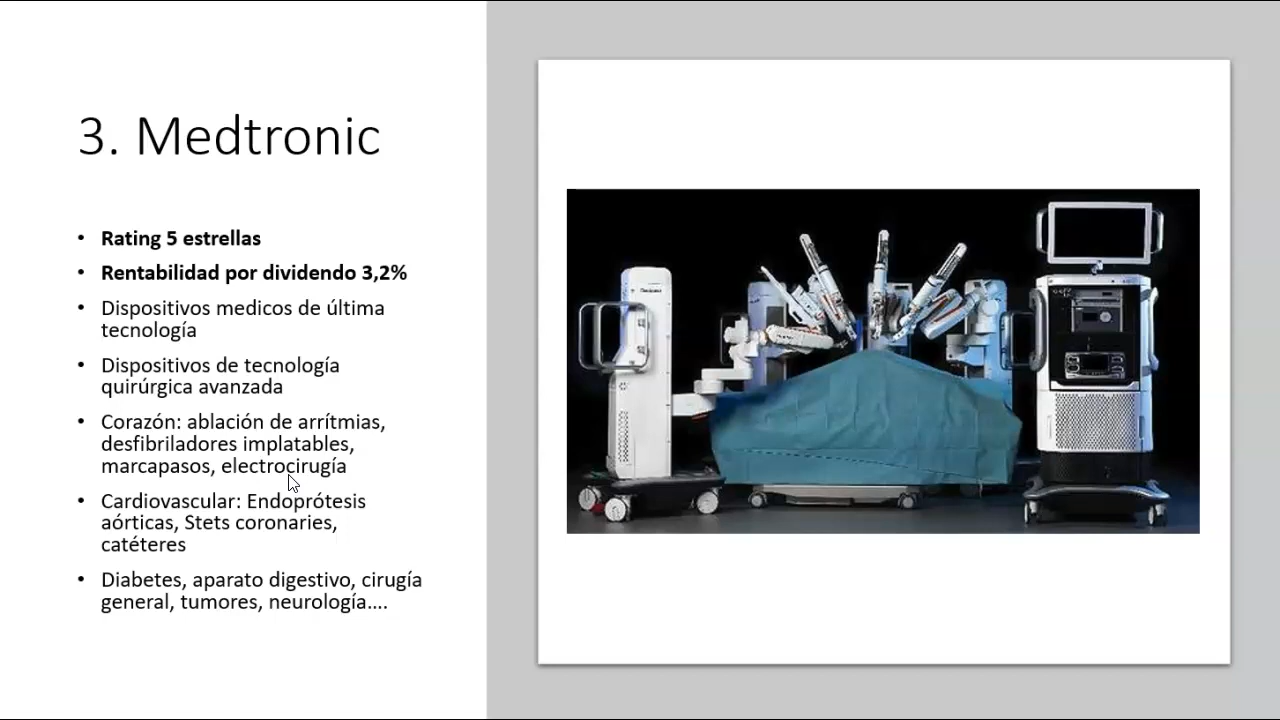 3. Medtronic
• Rating 5 estrellas
• Rentabilidad por dividendo 3,2%
• Dispositivos medicos de última
tecnología
• Dispositivos de tecnología
quirúrgica avanzada
• Corazón: ablación de arrítmias,
desfibriladores implatables,
marcapasos, electrocirugía
• Cardiovascular: Endoprótesis
aórticas, Stets coronaries,
catéteres
• Diabetes, aparato digestivo, cirugía
general, tumores, neurología....